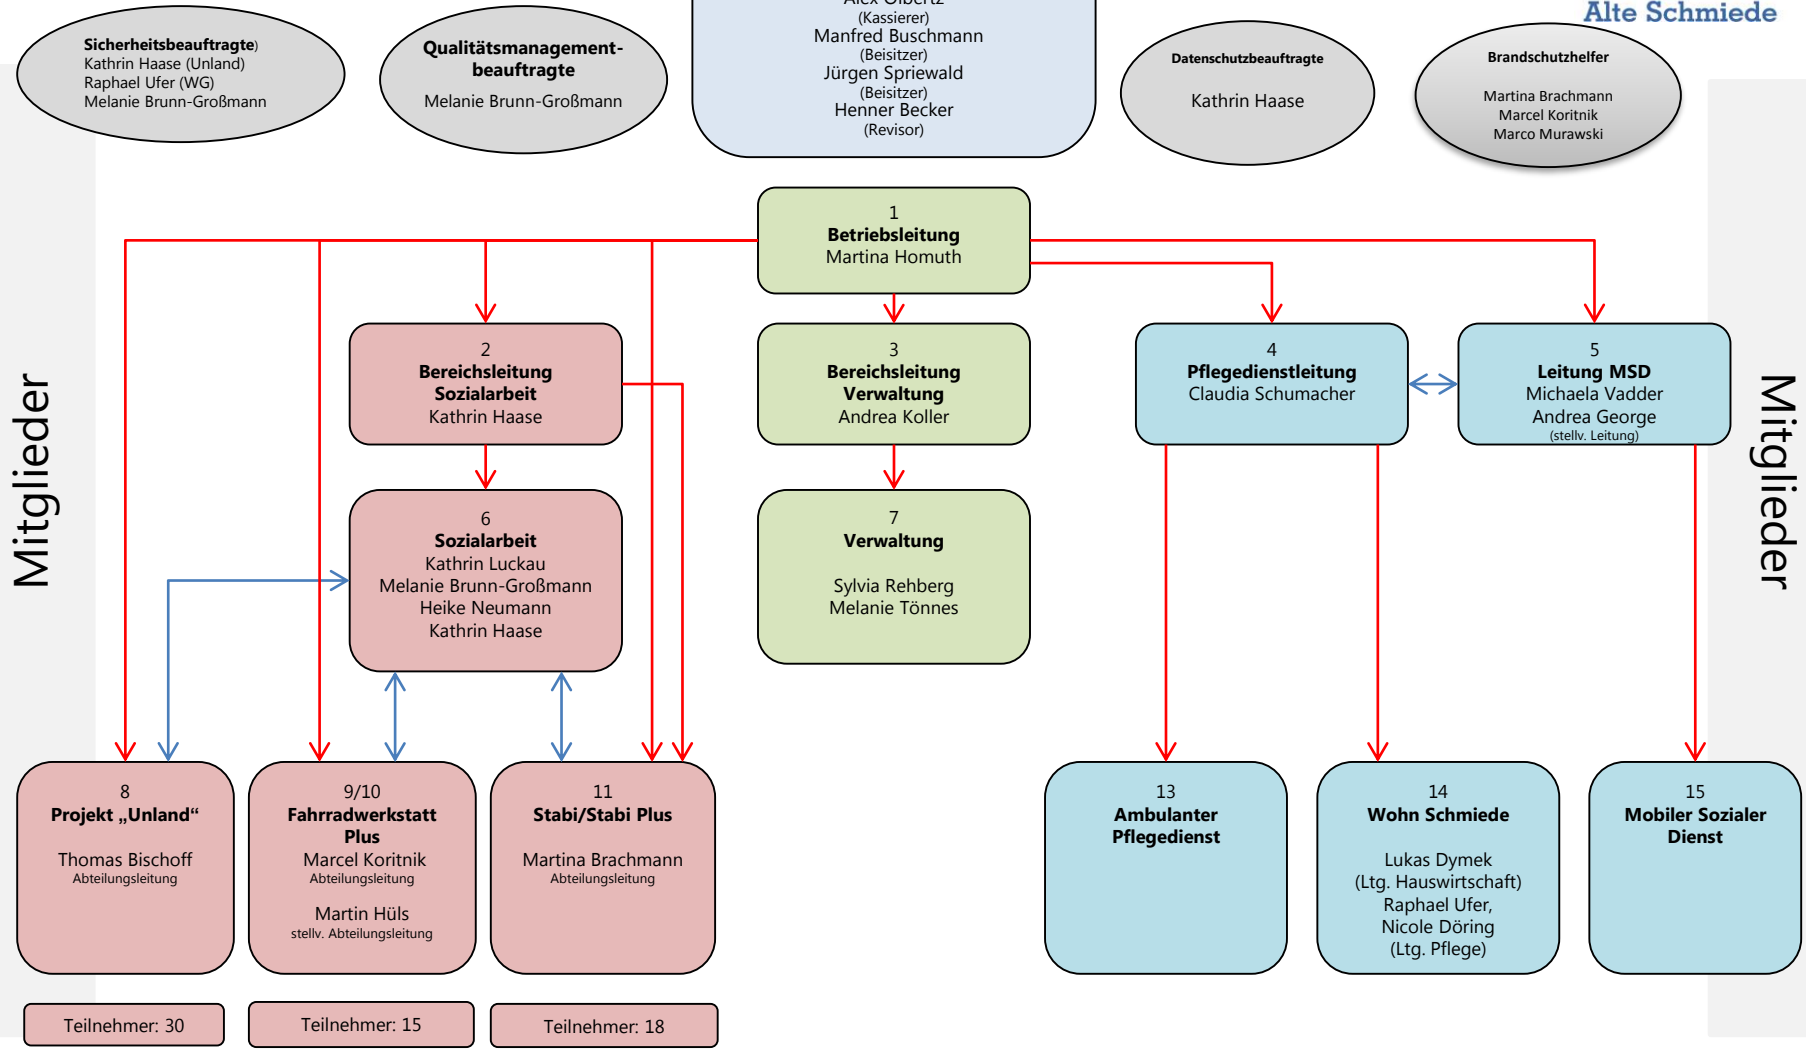 Alte Schmiede
Sicherheitsbeauftragte)
Kathrin Haase (Unland)
Raphael Ufer (WG)
Melanie Brunn-Großmann
Qualitätsmanagement-
beauftragte
Melanie Brunn-Großmann
Alex Olbertz
(Kassierer)
Manfred Buschmann
(Beisitzer)
Jürgen Spriewald
(Beisitzer)
Henner Becker
(Revisor)
Datenschutzbeauftragte
Kathrin Haase
Brandschutzhelfer
Martina Brachmann
Marcel Koritnik
Marco Murawski
Mitglieder
1
Betriebsleitung
Martina Homuth
2
Bereichsleitung
Sozialarbeit
Kathrin Haase
3
Bereichsleitung
Verwaltung
Andrea Koller
4
Pflegedienstleitung
Claudia Schumacher
5
Leitung MSD
Michaela Vadder
Andrea George
(stellv. Leitung)
Mitglieder
6
Sozialarbeit
Kathrin Luckau
Melanie Brunn-Großmann
Heike Neumann
Kathrin Haase
7
Verwaltung
Sylvia Rehberg
Melanie Tönnes
8
Projekt „Unland“
Thomas Bischoff
Abteilungsleitung
9/10
Fahrradwerkstatt
Plus
Marcel Koritnik
Abteilungsleitung
Martin Hüls
stellv. Abteilungsleitung
11
Stabi/Stabi Plus
Martina Brachmann
Abteilungsleitung
13
Ambulanter
Pflegedienst
14
Wohn Schmiede
Lukas Dymek
(Ltg. Hauswirtschaft)
Raphael Ufer,
Nicole Döring
(Ltg. Pflege)
15
Mobiler Sozialer
Dienst
Teilnehmer: 30
Teilnehmer: 15
Teilnehmer: 18